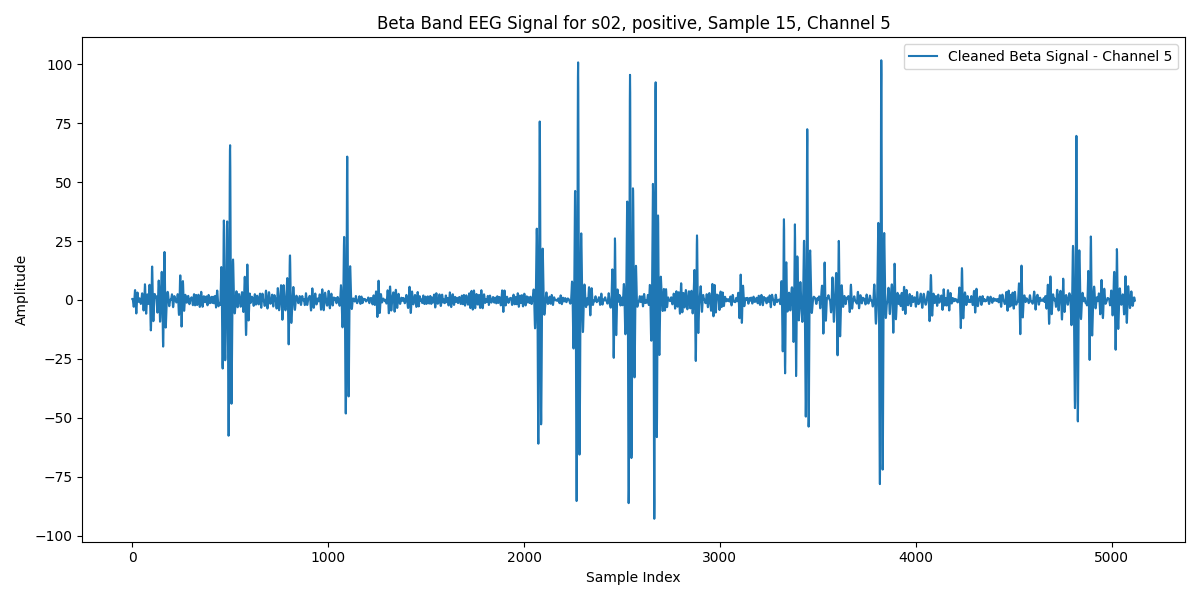 Beta Band EEG Signal for s02, positive, Sample 15, Channel 5
Cleaned Beta Signal - Channel 5
Amplitude
100
75
50
25
0
−25
−50
−75
−100
0 1000 2000 3000 4000 5000
Sample Index